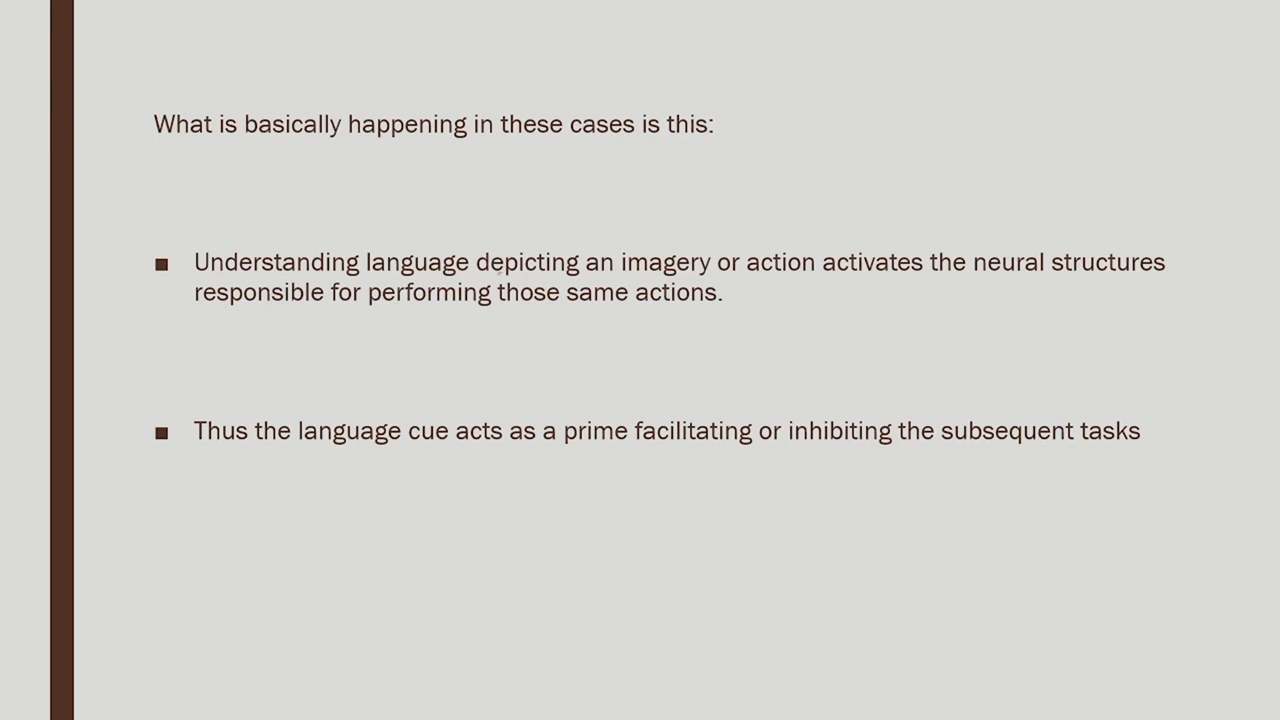 What is basically happening in these cases is this:
■ Understanding language depicting an imagery or action activates the neural structures
responsible for performing those same actions.
■ Thus the language cue acts as a prime facilitating or inhibiting the subsequent tasks